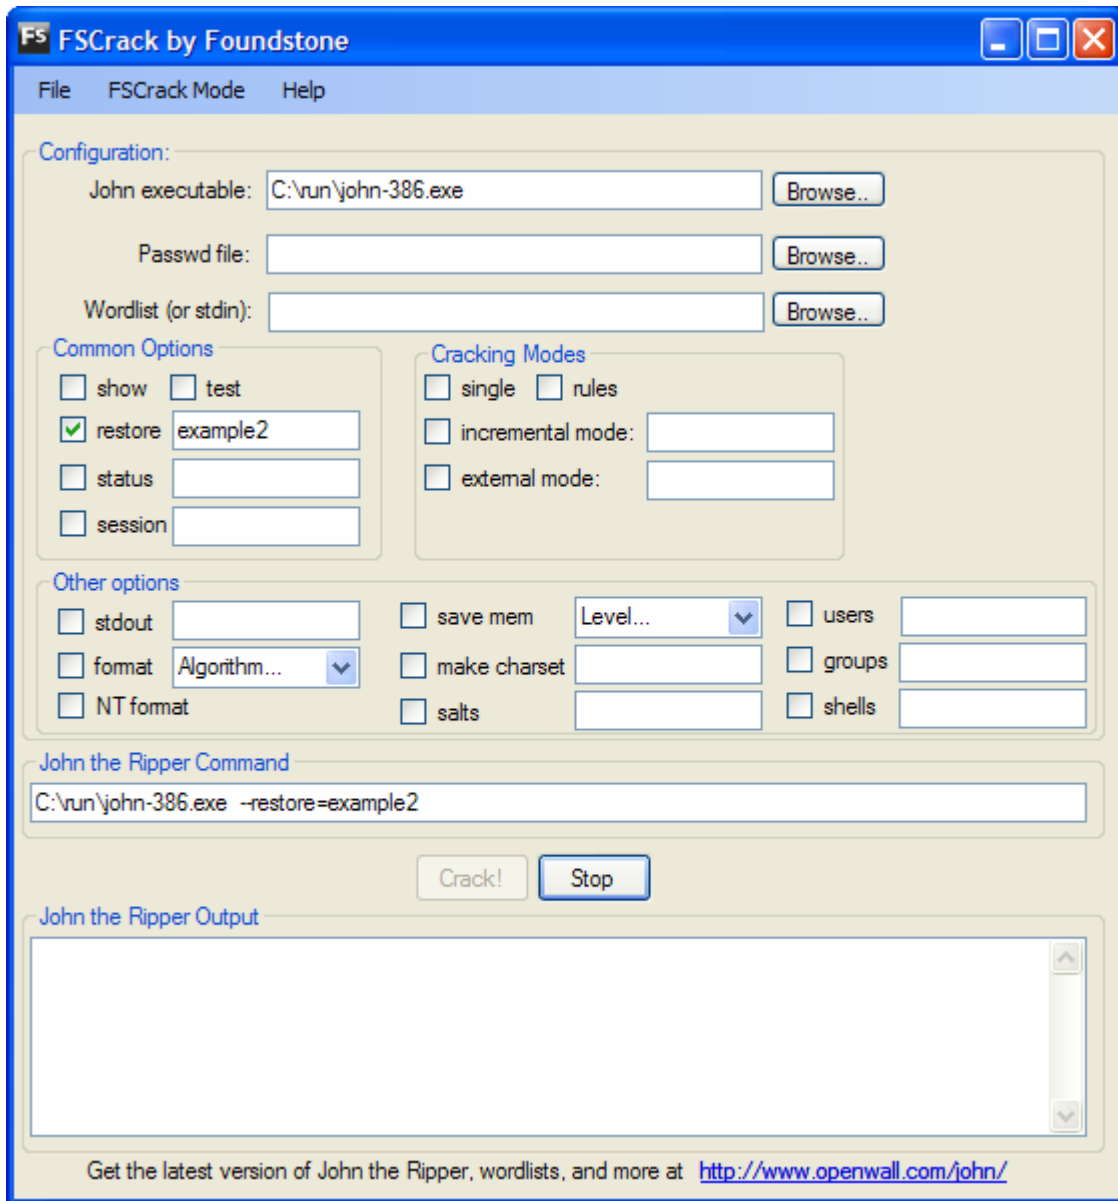 FS FSCrack by Foundstone
File FSCrack Mode Help
Configuration:
John executable: C:\run\john-386.exe Browse..
Passwd file: Browse..
Wordlist (or stdin): Browse..
Common Options Cracking Modes
show test single rules
restore example2 incremental mode:
status external mode:
session
Other options
stdout save mem Level... users
format Algorithm... make charset groups
NT format salts shells
John the Ripper Command
C:\run\john-386.exe --restore=example2
Crack! Stop
John the Ripper Output
Get the latest version of John the Ripper, wordlists, and more at http://www.openwall.com/john/